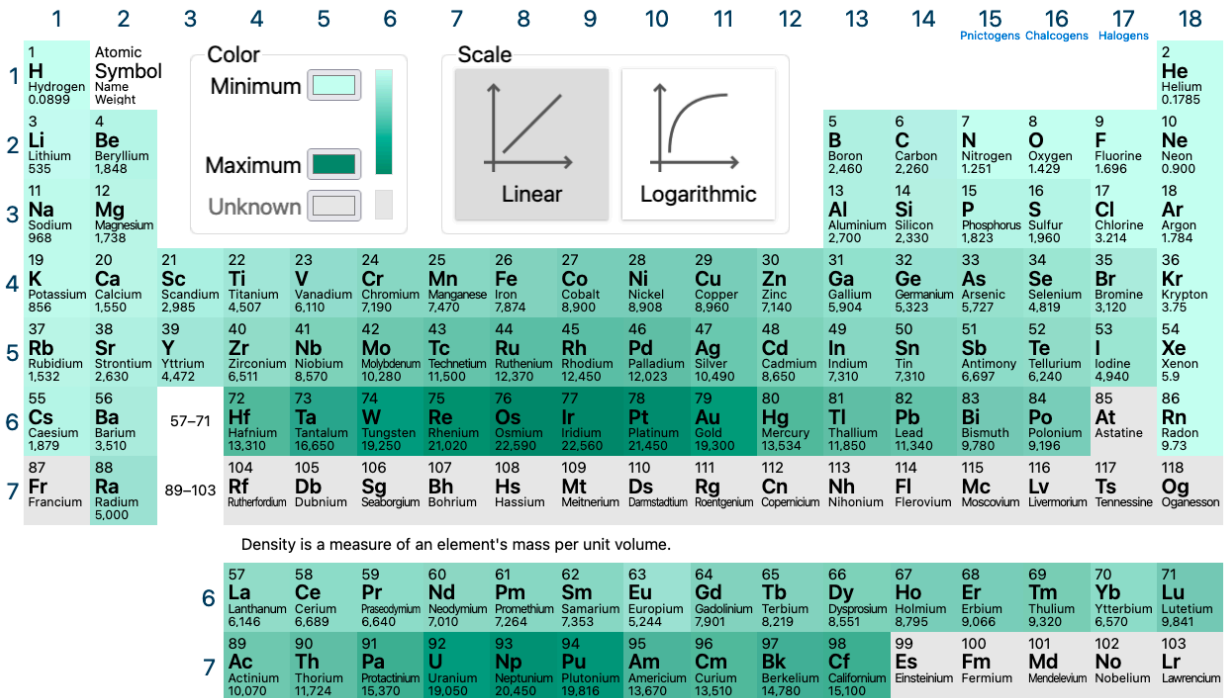 1 2 3 4 5 6 7 8 9 10 11 12 13 14 15 16 17 18
Pnictogens Chalcogens Halogens
Color
Minimum
Maximum
Unknown
Scale
Linear
Logarithmic
Atomic
Symbol
Name
Weight
1
1
H
Hydrogen
0.0899
2
He
Helium
0.1785
2
3
Li
Lithium
535
4
Be
Beryllium
1,848
5
B
Boron
2,460
6
C
Carbon
2,260
7
N
Nitrogen
1.251
8
O
Oxygen
1.429
9
F
Fluorine
1.696
10
Ne
Neon
0.900
3
11
Na
Sodium
968
12
Mg
Magnesium
1,738
13
Al
Aluminium
2,700
14
Si
Silicon
2,330
15
P
Phosphorus
1,823
16
S
Sulfur
1,960
17
Cl
Chlorine
3.214
18
Ar
Argon
1.784
4
19
K
Potassium
856
20
Ca
Calcium
1,550
21
Sc
Scandium
2,985
22
Ti
Titanium
4,507
23
V
Vanadium
6,110
24
Cr
Chromium
7,190
25
Mn
Manganese
7,470
26
Fe
Iron
7,874
27
Co
Cobalt
8,900
28
Ni
Nickel
8,908
29
Cu
Copper
8,960
30
Zn
Zinc
7,140
31
Ga
Gallium
5,904
32
Ge
Germanium
5,323
33
As
Arsenic
5,727
34
Se
Selenium
4,819
35
Br
Bromine
3,120
36
Kr
Krypton
3.75
5
37
Rb
Rubidium
1,532
38
Sr
Strontium
2,630
39
Y
Yttrium
4,472
40
Zr
Zirconium
6,511
41
Nb
Niobium
8,570
42
Mo
Molybdenum
10,280
43
Tc
Technetium
11,500
44
Ru
Ruthenium
12,370
45
Rh
Rhodium
12,450
46
Pd
Palladium
12,023
47
Ag
Silver
10,490
48
Cd
Cadmium
8,650
49
In
Indium
7,310
50
Sn
Tin
7,310
51
Sb
Antimony
6,697
52
Te
Tellurium
6,240
53
I
Iodine
4,940
54
Xe
Xenon
5.9
6
55
Cs
Caesium
1,879
56
Ba
Barium
3,510
57–71
72
Hf
Hafnium
13,310
73
Ta
Tantalum
16,650
74
W
Tungsten
19,250
75
Re
Rhenium
21,020
76
Os
Osmium
22,590
77
Ir
Iridium
22,560
78
Pt
Platinum
21,450
79
Au
Gold
19,300
80
Hg
Mercury
13,534
81
Tl
Thallium
11,850
82
Pb
Lead
11,340
83
Bi
Bismuth
9,780
84
Po
Polonium
9,196
85
At
Astatine
86
Rn
Radon
9.73
7
87
Fr
Francium
88
Ra
Radium
5,000
89–103
104
Rf
Rutherfordium
105
Db
Dubnium
106
Sg
Seaborgium
107
Bh
Bohrium
108
Hs
Hassium
109
Mt
Meitnerium
110
Ds
Darmstadtium
111
Rg
Roentgenium
112
Cn
Copernicium
113
Nh
Nihonium
114
Fl
Flerovium
115
Mc
Moscovium
116
Lv
Livermorium
117
Ts
Tennessine
118
Og
Oganesson
Density is a measure of an element's mass per unit volume.
6
57
La
Lanthanum
6,146
58
Ce
Cerium
6,689
59
Pr
Praseodymium
6,640
60
Nd
Neodymium
7,010
61
Pm
Promethium
7,264
62
Sm
Samarium
7,353
63
Eu
Europium
5,244
64
Gd
Gadolinium
7,901
65
Tb
Terbium
8,219
66
Dy
Dysprosium
8,551
67
Ho
Holmium
8,795
68
Er
Erbium
9,066
69
Tm
Thulium
9,320
70
Yb
Ytterbium
6,570
71
Lu
Lutetium
9,841
7
89
Ac
Actinium
10,070
90
Th
Thorium
11,724
91
Pa
Protactinium
15,370
92
U
Uranium
19,050
93
Np
Neptunium
20,450
94
Pu
Plutonium
19,816
95
Am
Americium
13,670
96
Cm
Curium
13,510
97
Bk
Berkelium
14,780
98
Cf
Californium
15,100
99
Es
Einsteinium
100
Fm
Fermium
101
Md
Mendelevium
102
No
Nobelium
103
Lr
Lawrencium